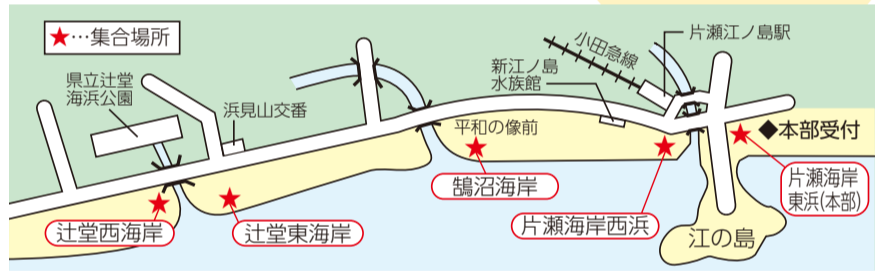 ★…集合場所
県立辻堂
海浜公園
浜見山交番
小田急線
片瀬江ノ島駅
新江ノ島
水族館
平和の像前
◆本部受付
鵠沼海岸
片瀬海岸
東浜(本部)
辻堂西海岸
辻堂東海岸
片瀬海岸西浜
江の島